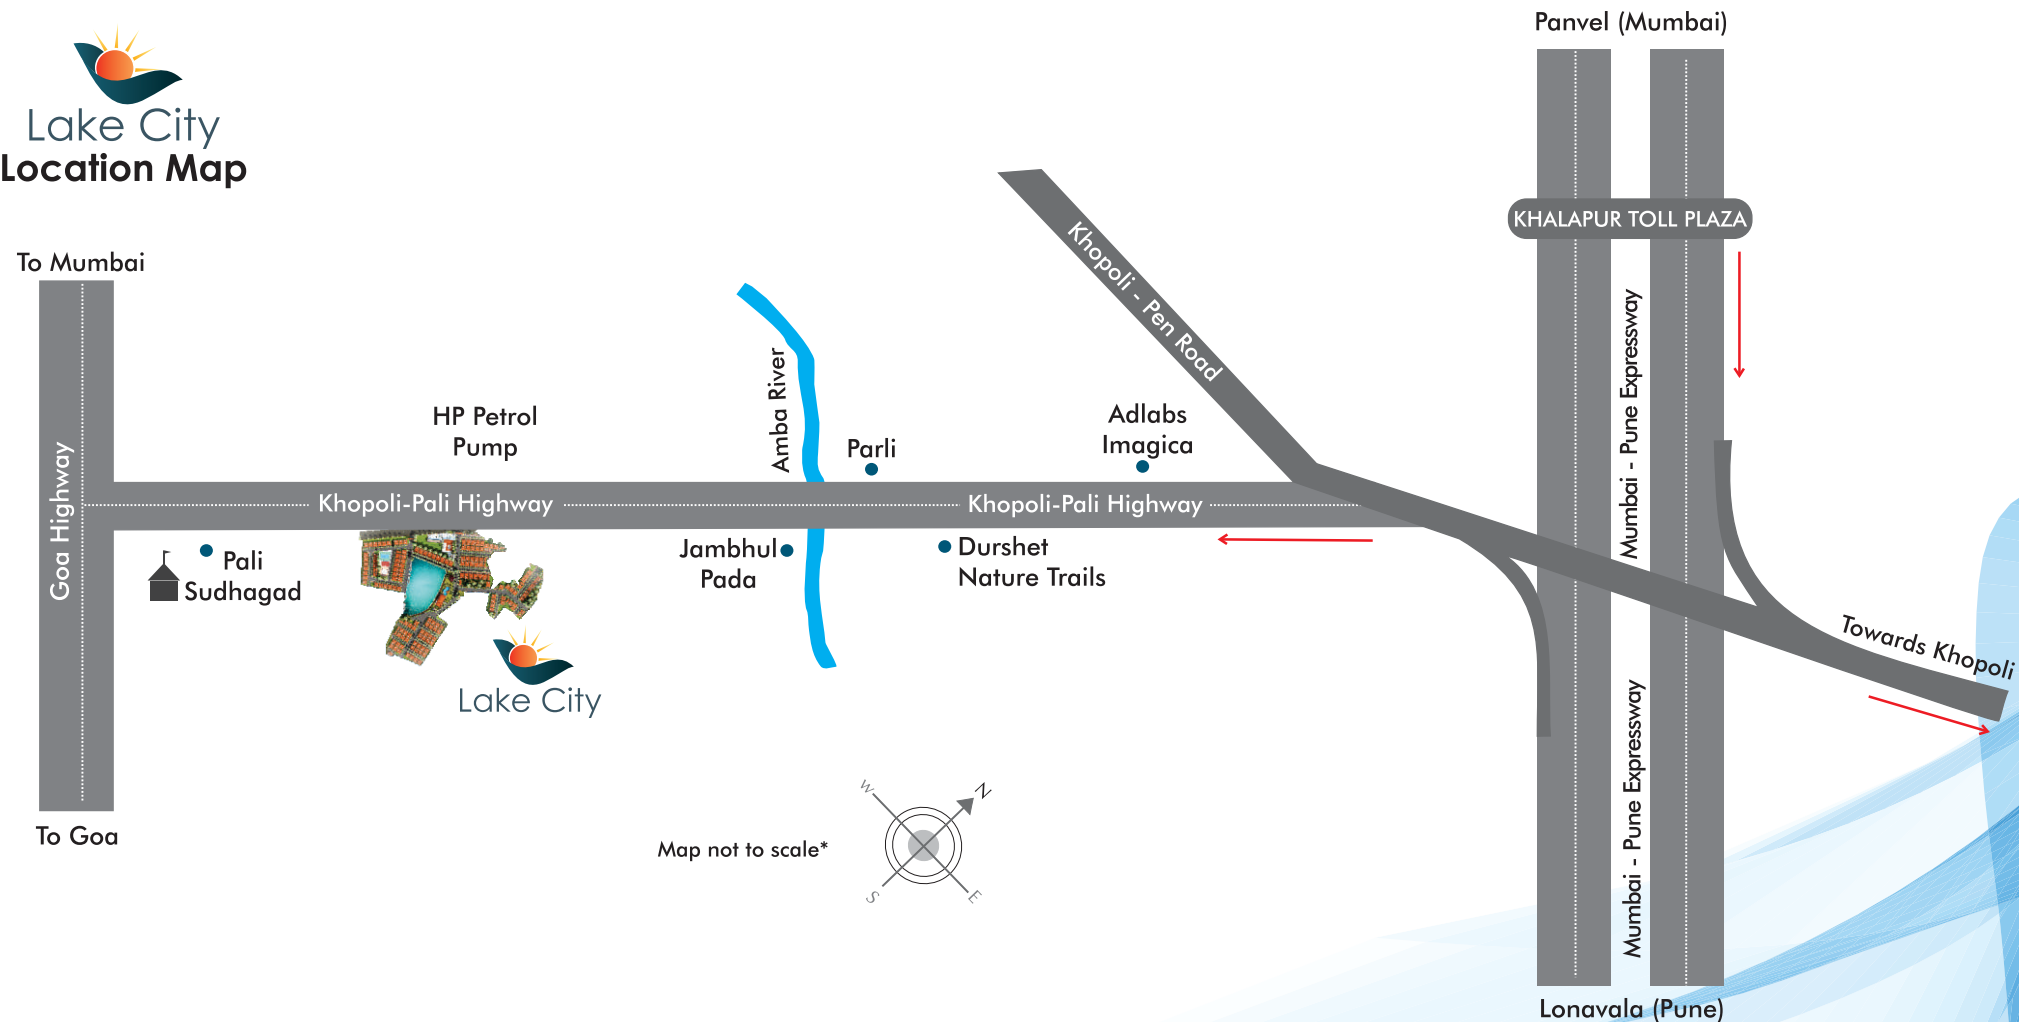 Lake City
Location Map
Panvel (Mumbai)
KHALAPUR TOLL PLAZA
To Mumbai
Goa Highway
To Goa
HP Petrol
Pump
Amba River
Parli
Adlabs
Imagica
Khopoli - Pen Road
Khopoli-Pali Highway
Khopoli-Pali Highway
Pali
Sudhagad
Jambhul
Pada
Durshet
Nature Trails
Lake City
Mumbai - Pune Expressway
Towards Khopoli
Mumbai - Pune Expressway
Map not to scale*
W
N
S
E
Lonavala (Pune)